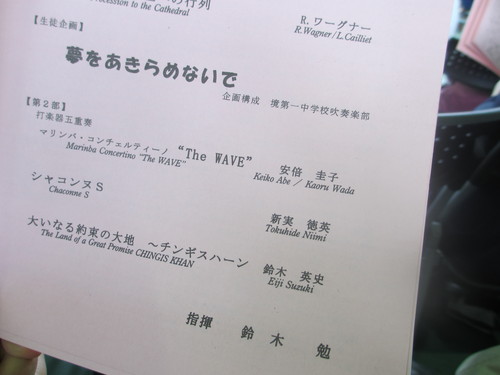 の行列
Procession to the Cathedral
R. ワーグナー
R.Wagner/L.Cailliet
【生徒企画】
夢をあきらめないで
企画構成 境第一中学校吹奏楽部
【第２部】
打楽器五重奏
マリンバ・コンチェルティーノ “The WAVE”
Marinba Concertino "The WAVE"
安倍 圭子
Keiko Abe ／ Kaoru Wada
シャコンヌＳ
Chaconne S
新実 徳英
Tokuhide Niimi
大いなる約束の大地 ～チンギスハーン
The Land of a Great Promise CHINGIS KHAN
鈴木 英史
Eiji Suzuki
指揮 鈴木 勉